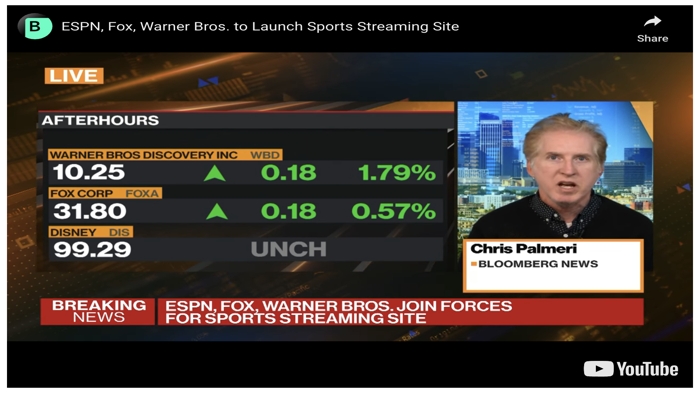 B
ESPN, Fox, Warner Bros. to Launch Sports Streaming Site
Share
LIVE
AFTERHOURS
WARNER BROS DISCOVERY INC WBD
10.25 ▲ 0.18 1.79%
FOX CORP FOXA
31.80 ▲ 0.18 0.57%
DISNEY DIS
99.29 UNCH
Chris Palmeri
BLOOMBERG NEWS
BREAKING
NEWS
ESPN, FOX, WARNER BROS. JOIN FORCES
FOR SPORTS STREAMING SITE
YouTube